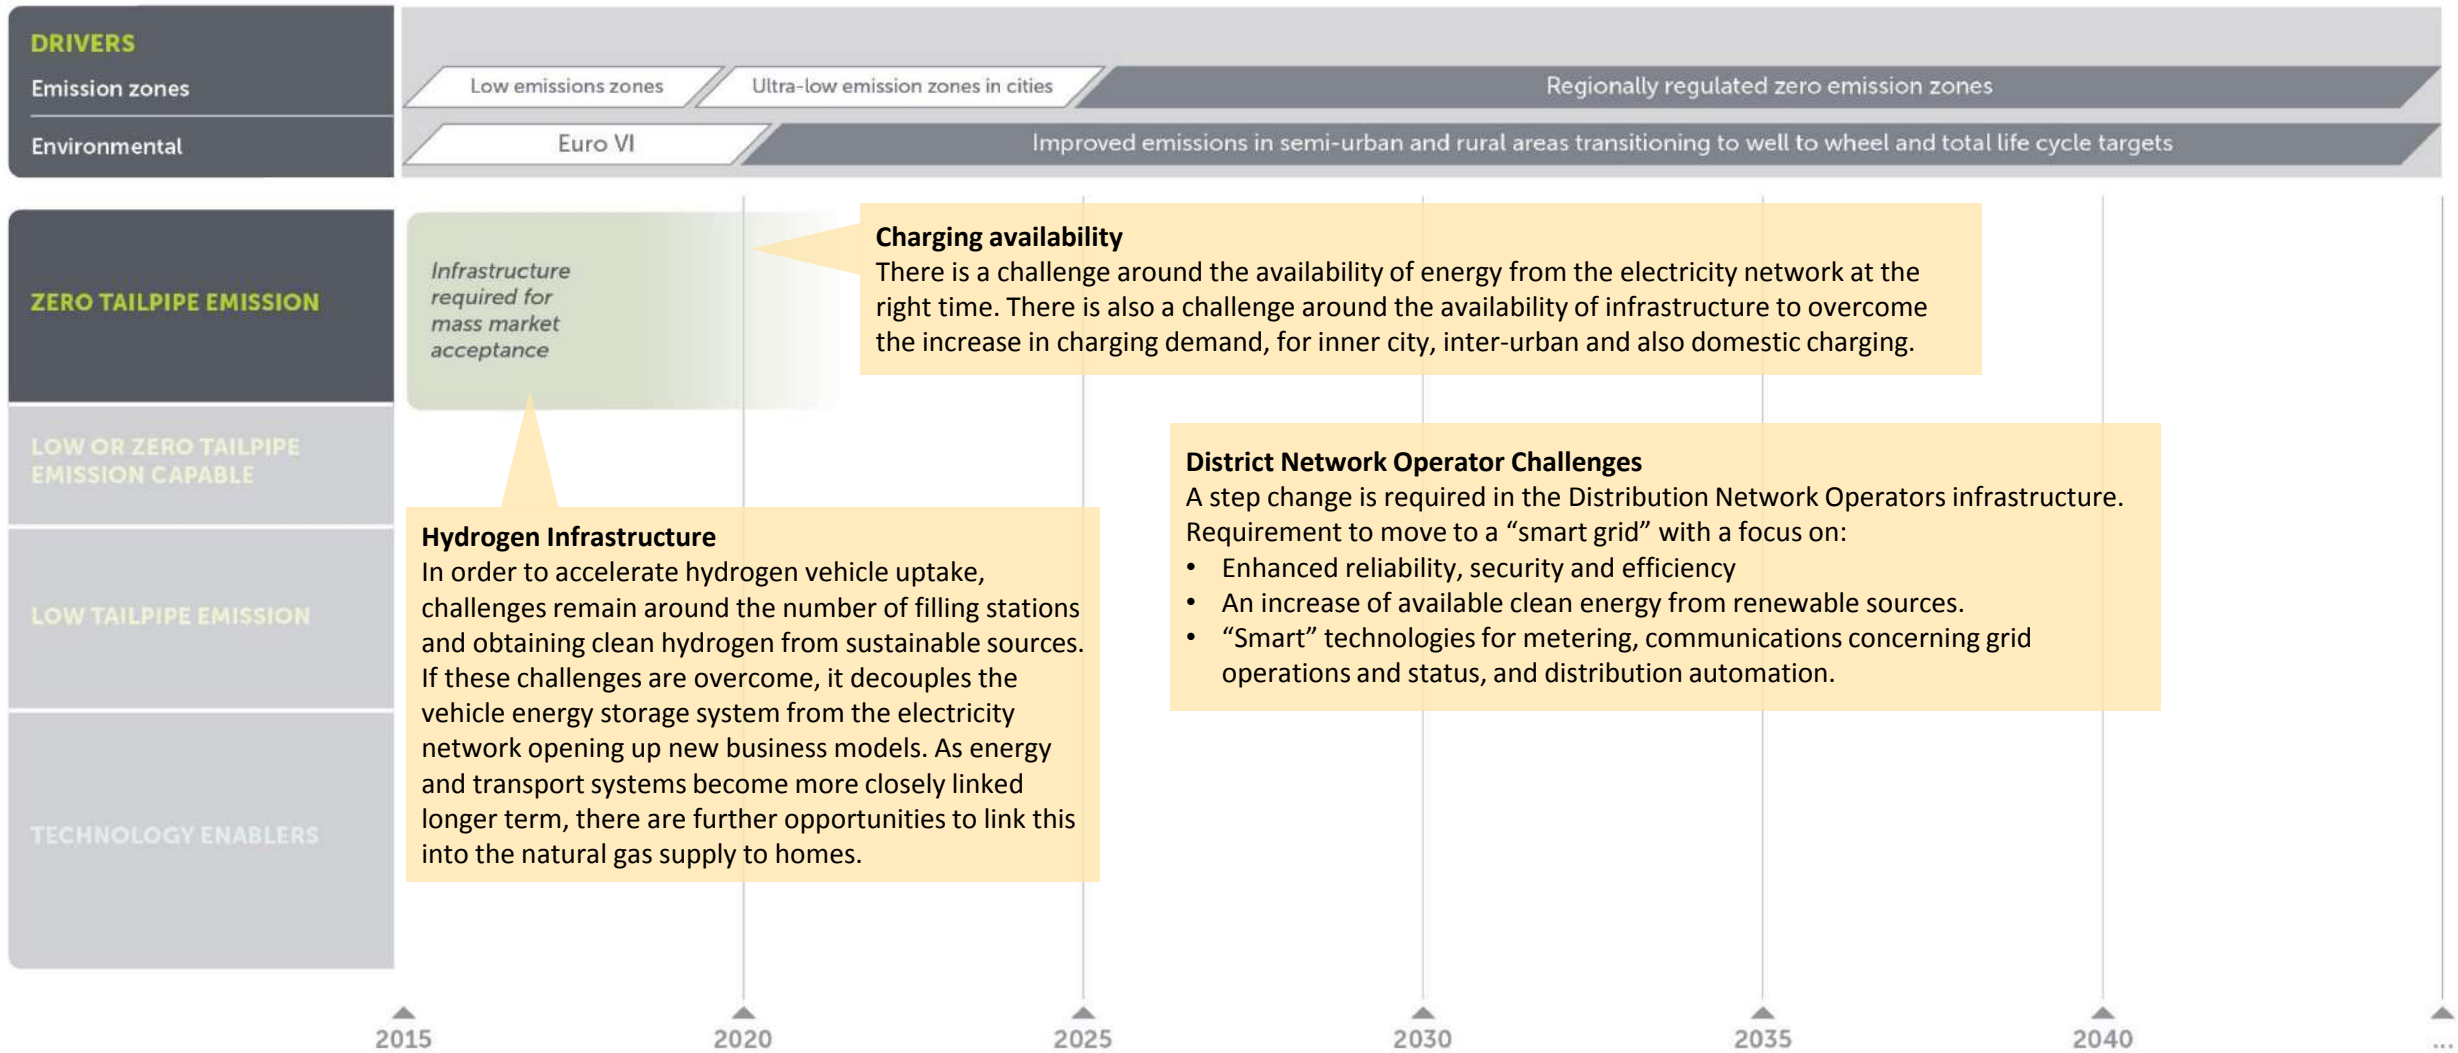 DRIVERS
Emission zones
Low emissions zones
Ultra-low emission zones in cities
Regionally regulated zero emission zones
Environmental
Euro VI
Improved emissions in semi-urban and rural areas transitioning to well to wheel and total life cycle targets
ZERO TAILPIPE EMISSION
Infrastructure
required for
mass market
acceptance
Charging availability
There is a challenge around the availability of energy from the electricity network at the
right time. There is also a challenge around the availability of infrastructure to overcome
the increase in charging demand, for inner city, inter-urban and also domestic charging.
LOW OR ZERO TAILPIPE
EMISSION CAPABLE
LOW TAILPIPE EMISSION
TECHNOLOGY ENABLERS
Hydrogen Infrastructure
In order to accelerate hydrogen vehicle uptake,
challenges remain around the number of filling stations
and obtaining clean hydrogen from sustainable sources.
If these challenges are overcome, it decouples the
vehicle energy storage system from the electricity
network opening up new business models. As energy
and transport systems become more closely linked
longer term, there are further opportunities to link this
into the natural gas supply to homes.
District Network Operator Challenges
A step change is required in the Distribution Network Operators infrastructure.
Requirement to move to a “smart grid” with a focus on:
• Enhanced reliability, security and efficiency
• An increase of available clean energy from renewable sources.
• “Smart” technologies for metering, communications concerning grid
operations and status, and distribution automation.
2015
2020
2025
2030
2035
2040
...